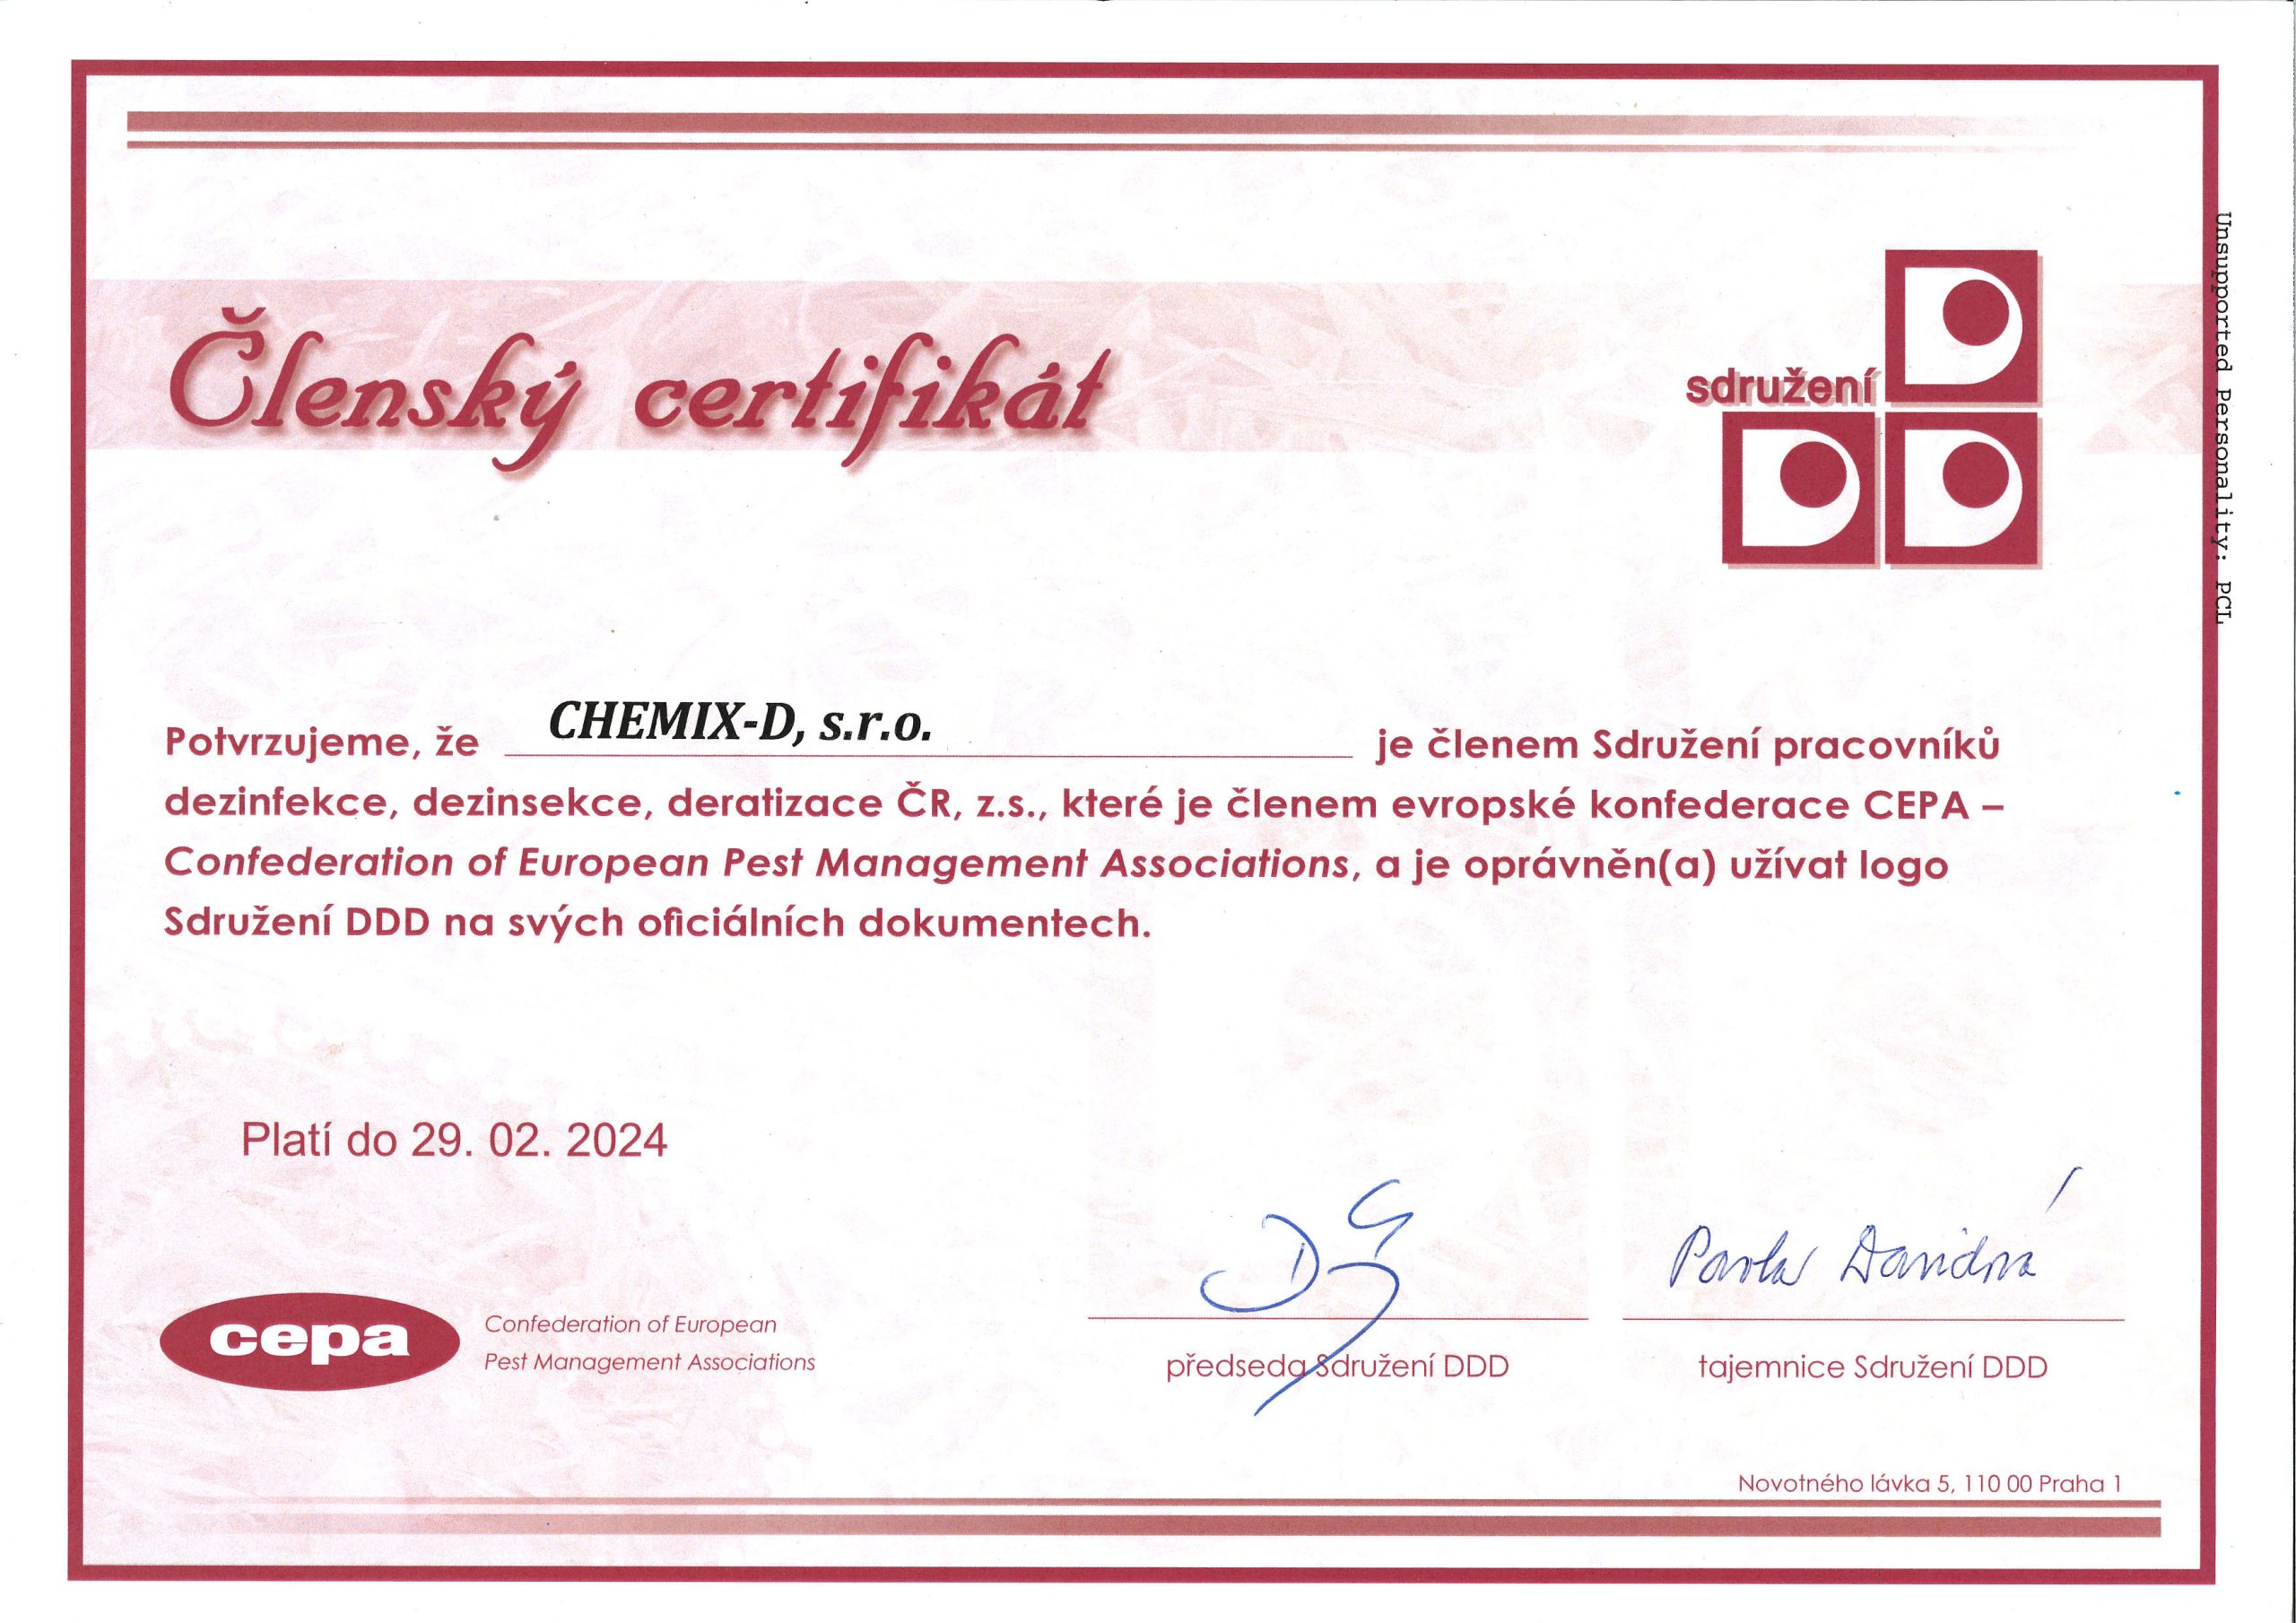 Členský certifikát
sdružení
DDD
Unsupported Personality: PCL
Potvrzujeme, že CHEMIX-D, s.r.o. je členem Sdružení pracovníků
dezinfekce, dezinsekce, deratizace ČR, z.s., které je členem evropské konfederace CEPA –
Confederation of European Pest Management Associations, a je oprávněn(a) užívat logo
Sdružení DDD na svých oficiálních dokumentech.
Platí do 29. 02. 2024
Pavla Davidová
cepa
Confederation of European
Pest Management Associations
předseda Sdružení DDD
tajemnice Sdružení DDD
Novotného lávka 5, 110 00 Praha 1